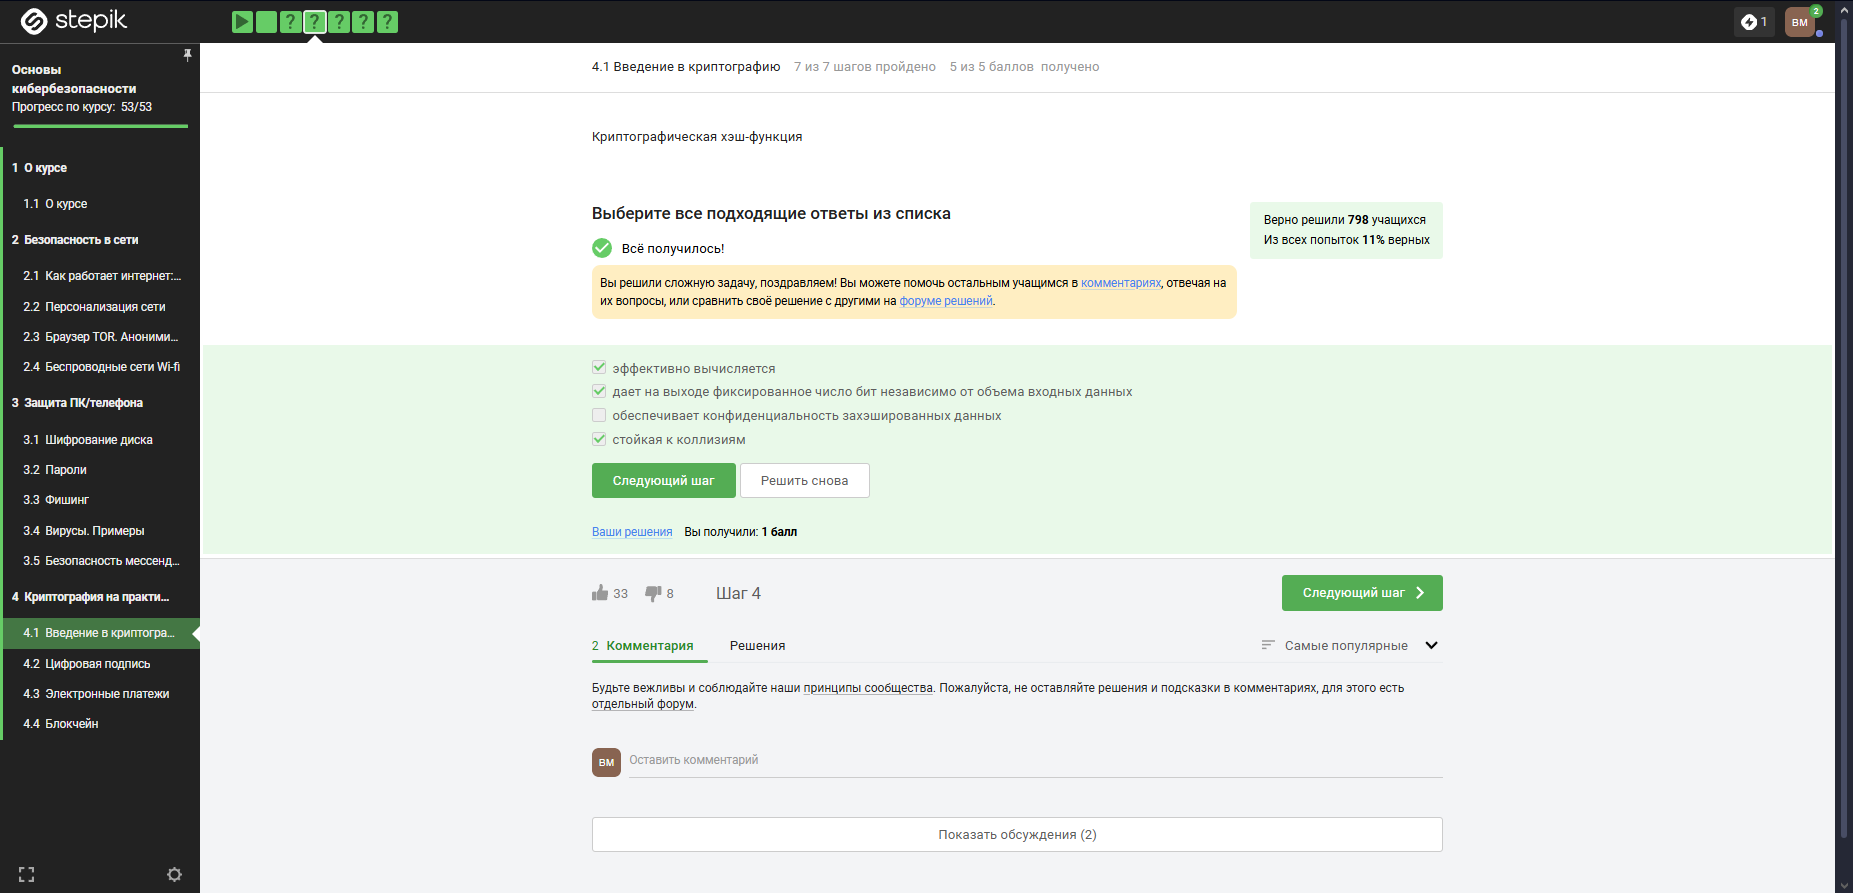 stepik
? ? ? ? ?
1
ВМ
2
Основы
кибербезопасности
Прогресс по курсу: 53/53
1 О курсе
1.1 О курсе
2 Безопасность в сети
2.1 Как работает интернет:...
2.2 Персонализация сети
2.3 Браузер TOR. Аноними...
2.4 Беспроводные сети Wi-fi
3 Защита ПК/телефона
3.1 Шифрование диска
3.2 Пароли
3.3 Фишинг
3.4 Вирусы. Примеры
3.5 Безопасность мессенд...
4 Криптография на практи...
4.1 Введение в криптогра...
4.2 Цифровая подпись
4.3 Электронные платежи
4.4 Блокчейн
4.1 Введение в криптографию 7 из 7 шагов пройдено 5 из 5 баллов получено
Криптографическая хэш-функция
Выберите все подходящие ответы из списка
Всё получилось!
Верно решили 798 учащихся
Из всех попыток 11% верных
Вы решили сложную задачу, поздравляем! Вы можете помочь остальным учащимся в комментариях, отвечая на
их вопросы, или сравнить своё решение с другими на форуме решений.
эффективно вычисляется
дает на выходе фиксированное число бит независимо от объема входных данных
обеспечивает конфиденциальность захэшированных данных
стойкая к коллизиям
Следующий шаг Решить снова
Ваши решения Вы получили: 1 балл
33 8 Шаг 4 Следующий шаг
2 Комментария Решения Самые популярные
Будьте вежливы и соблюдайте наши принципы сообщества. Пожалуйста, не оставляйте решения и подсказки в комментариях, для этого есть
отдельный форум.
ВМ Оставить комментарий
Показать обсуждения (2)